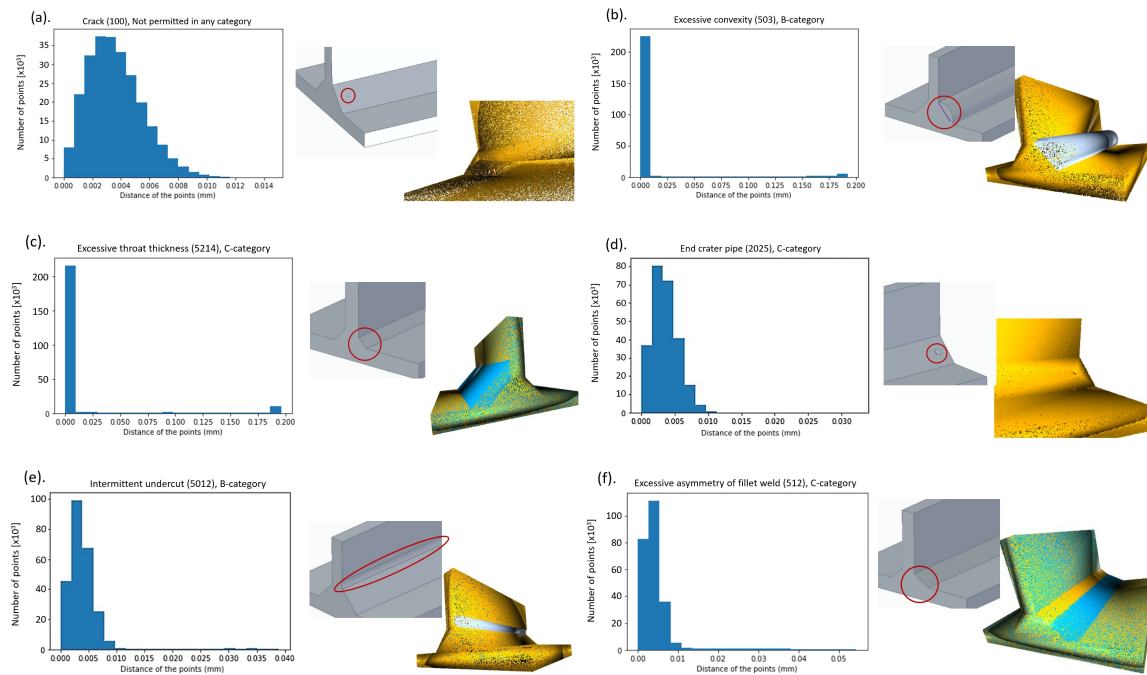 (a).
Crack (100), Not permitted in any category
Number of points [x10³]
35
30
25
20
15
10
5
0
0.000 0.002 0.004 0.006 0.008 0.010 0.012 0.014
Distance of the points (mm)
(b).
Excessive convexity (503), B-category
Number of points [x10³]
200
150
100
50
0
0.000 0.025 0.050 0.075 0.100 0.125 0.150 0.175 0.200
Distance of the points (mm)
(c).
Excessive throat thickness (5214), C-category
Number of points [x10³]
200
150
100
50
0
0.000 0.025 0.050 0.075 0.100 0.125 0.150 0.175 0.200
Distance of the points (mm)
(d).
End crater pipe (2025), C-category
Number of points [x10³]
80
70
60
50
40
30
20
10
0
0.000 0.005 0.010 0.015 0.020 0.025 0.030
Distance of the points (mm)
(e).
Intermittent undercut (5012), B-category
Number of points [x10³]
100
80
60
40
20
0
0.000 0.005 0.010 0.015 0.020 0.025 0.030 0.035 0.040
Distance of the points (mm)
(f).
Excessive asymmetry of fillet weld (512), C-category
Number of points [x10³]
100
80
60
40
20
0
0.00 0.01 0.02 0.03 0.04 0.05
Distance of the points (mm)